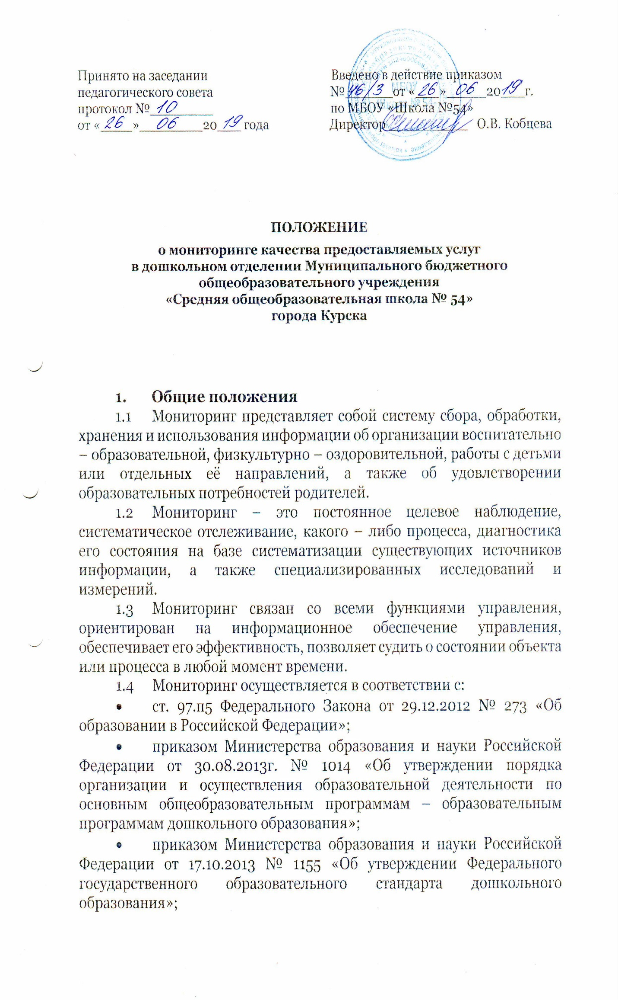 Принято на заседании
педагогического совета
протокол № 10
от « 26 » 06 20 19 года
Введено в действие приказом
№ 46/3 от « 26 » 06 20 19 г.
по МБОУ «Школа №54»
Директор О.В. Кобцева
МБОУ
ПОЛОЖЕНИЕ
о мониторинге качества предоставляемых услуг
в дошкольном отделении Муниципального бюджетного
общеобразовательного учреждения
«Средняя общеобразовательная школа № 54»
города Курска
1. Общие положения
1.1 Мониторинг представляет собой систему сбора, обработки,
хранения и использования информации об организации воспитательно
– образовательной, физкультурно – оздоровительной, работы с детьми
или отдельных её направлений, а также об удовлетворении
образовательных потребностей родителей.
1.2 Мониторинг – это постоянное целевое наблюдение,
систематическое отслеживание, какого – либо процесса, диагностика
его состояния на базе систематизации существующих источников
информации, а также специализированных исследований и
измерений.
1.3 Мониторинг связан со всеми функциями управления,
ориентирован на информационное обеспечение управления,
обеспечивает его эффективность, позволяет судить о состоянии объекта
или процесса в любой момент времени.
1.4 Мониторинг осуществляется в соответствии с:
• ст. 97.п5 Федерального Закона от 29.12.2012 № 273 «Об
образовании в Российской Федерации»;
• приказом Министерства образования и науки Российской
Федерации от 30.08.2013г. № 1014 «Об утверждении порядка
организации и осуществления образовательной деятельности по
основным общеобразовательным программам – образовательным
программам дошкольного образования»;
• приказом Министерства образования и науки Российской
Федерации от 17.10.2013 № 1155 «Об утверждении Федерального
государственного образовательного стандарта дошкольного
образования»;